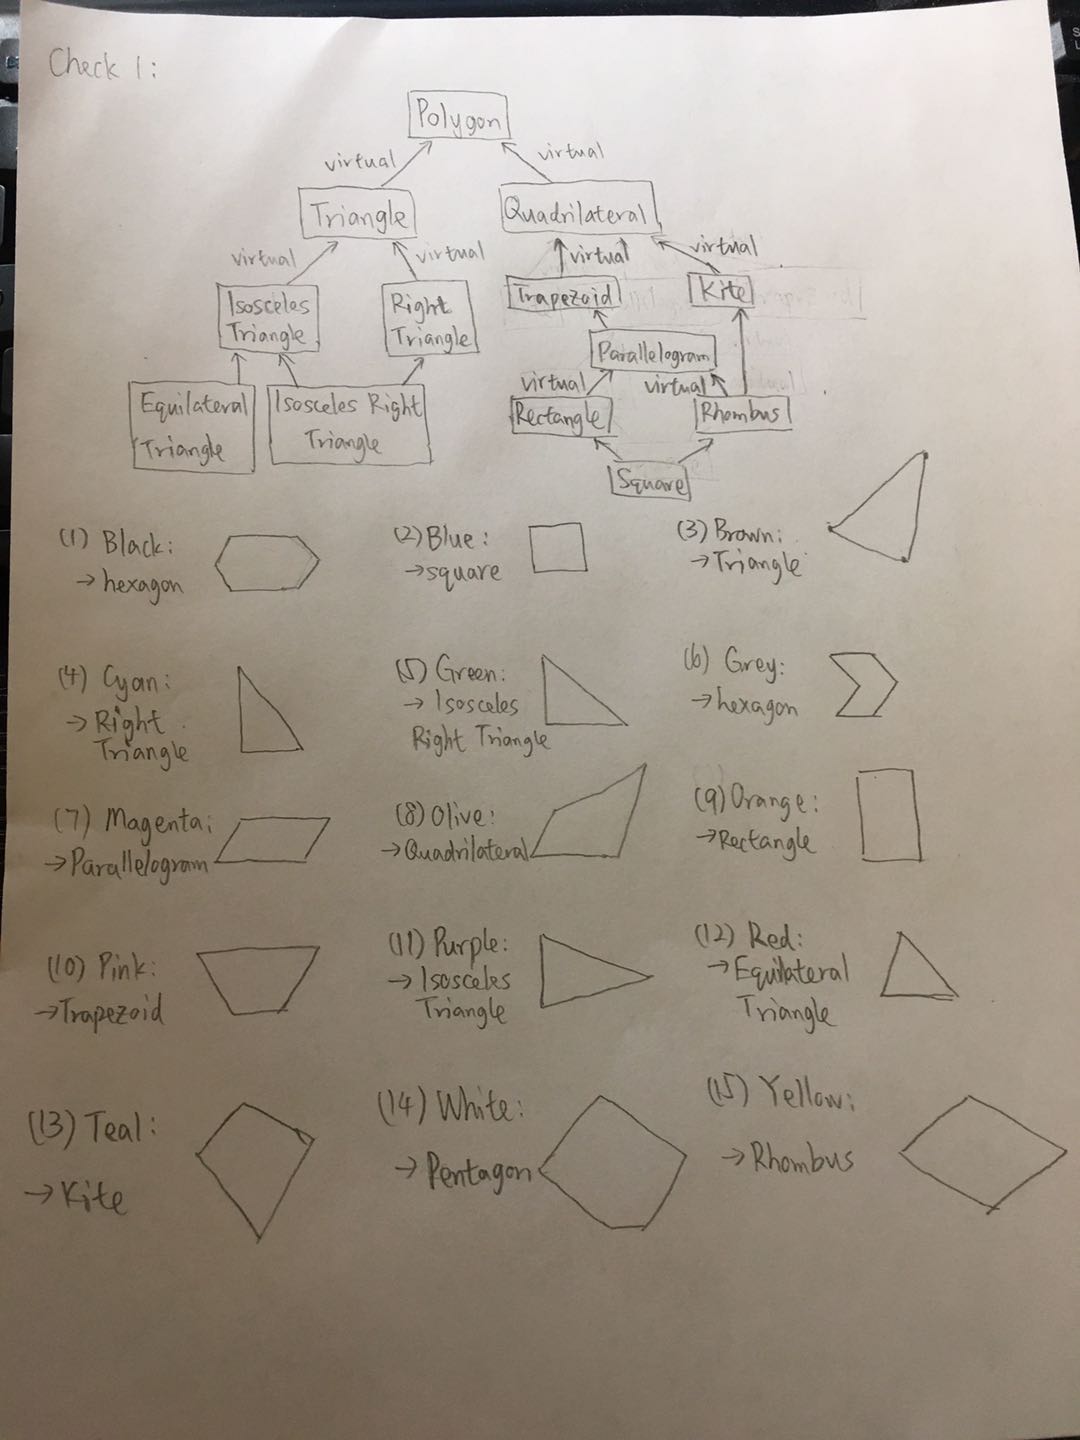 Check 1:
Polygon
virtual virtual
Triangle Quadrilateral
virtual virtual virtual virtual
Isosceles Triangle
Right Triangle
Trapezoid Kite
Parallelogram
virtual virtual
Equilateral Triangle
Isosceles Right Triangle
Rectangle Rhombus
Square
(1) Black:
→ hexagon
(2) Blue:
→ square
(3) Brown:
→ Triangle
(4) Cyan:
→ Right
Triangle
(5) Green:
→ Isosceles
Right Triangle
(6) Grey:
→ hexagon
(7) Magenta:
→ Parallelogram
(8) Olive:
→ Quadrilateral
(9) Orange:
→ Rectangle
(10) Pink:
→ Trapezoid
(11) Purple:
→ Isosceles
Triangle
(12) Red:
→ Equilateral
Triangle
(13) Teal:
→ Kite
(14) White:
→ Pentagon
(15) Yellow:
→ Rhombus